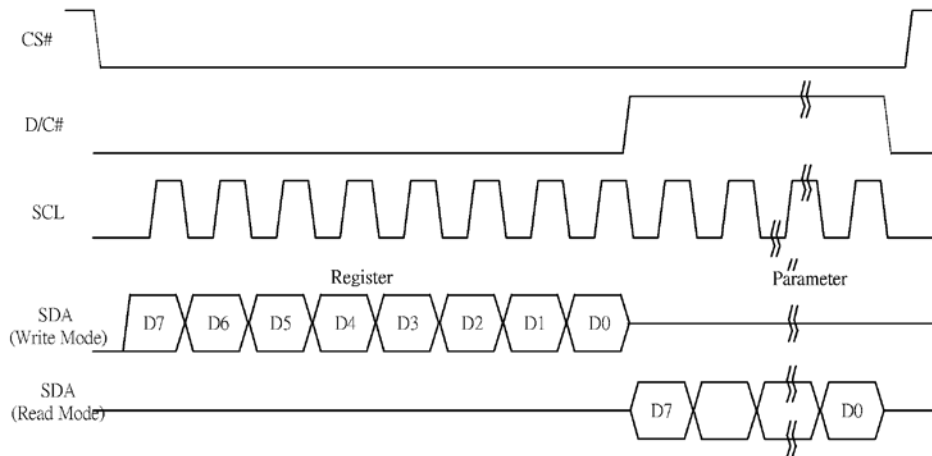 CS#
D/C#
SCL
Register Parameter
SDA
(Write Mode)
D7 D6 D5 D4 D3 D2 D1 D0
SDA
(Read Mode)
D7 D0